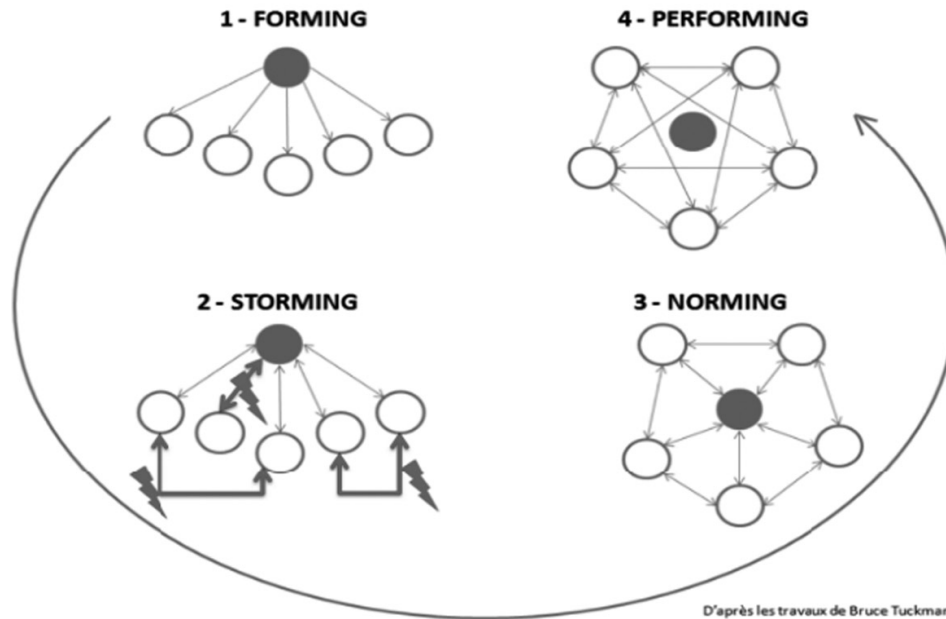 1 - FORMING
4 - PERFORMING
2 - STORMING
3 - NORMING
D'après les travaux de Bruce Tuckman